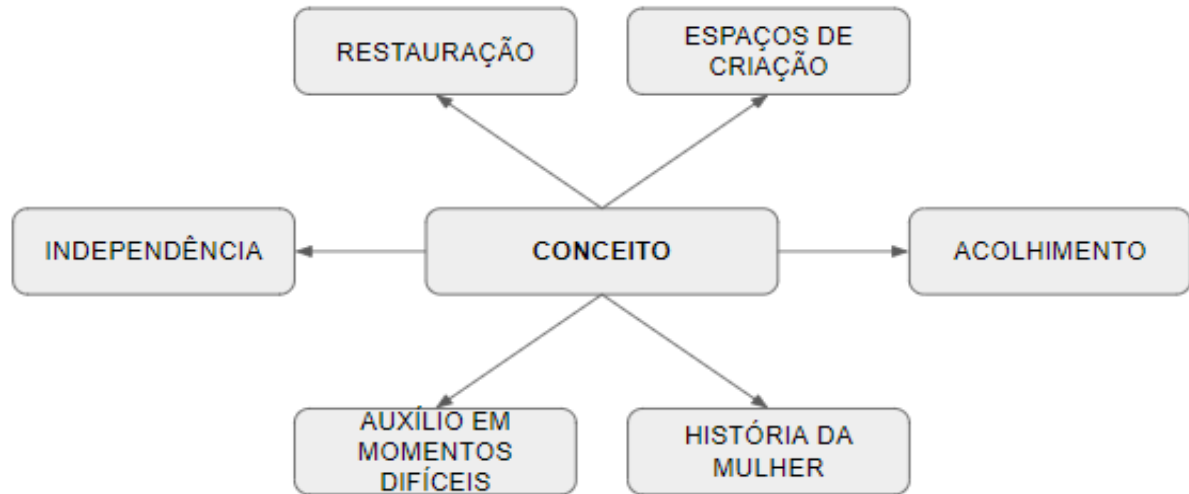 RESTAURAÇÃO
ESPAÇOS DE
CRIAÇÃO
INDEPENDÊNCIA
CONCEITO
ACOLHIMENTO
AUXÍLIO EM
MOMENTOS
DIFÍCEIS
HISTÓRIA DA
MULHER